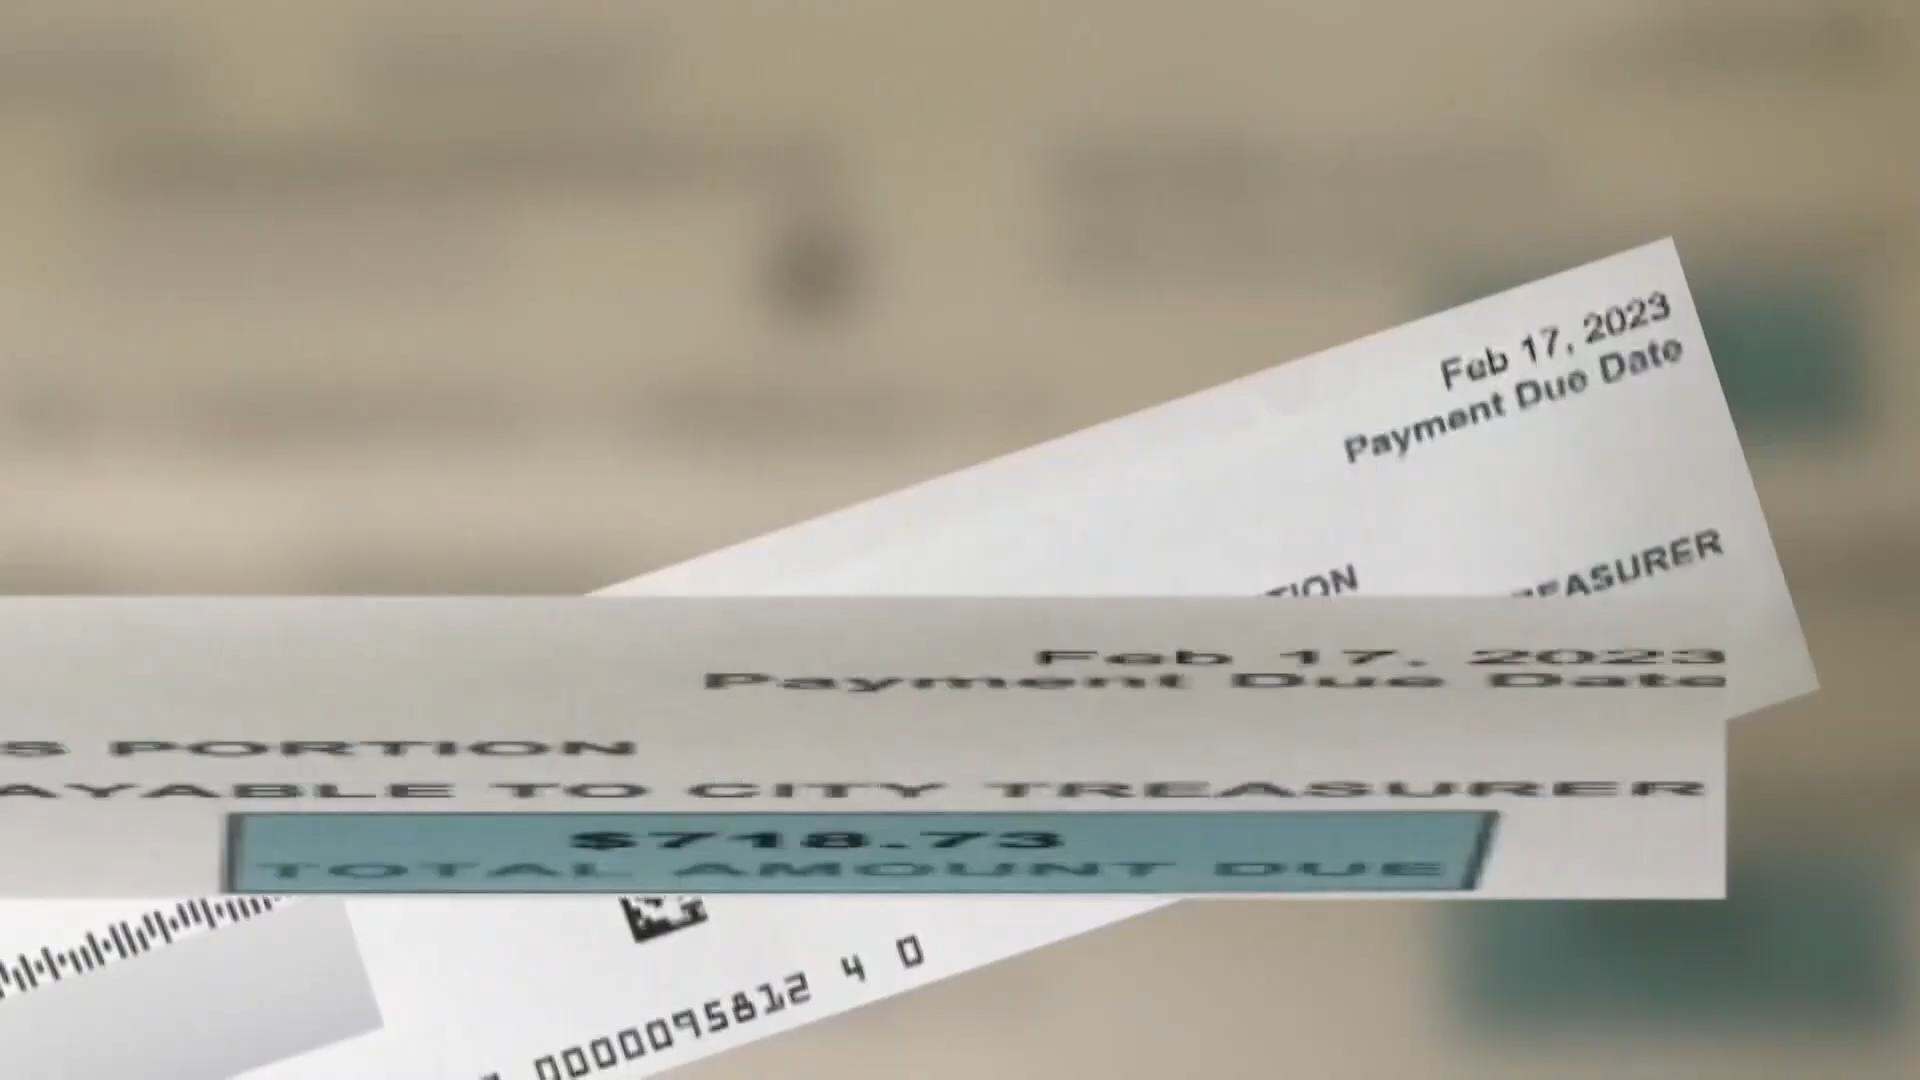 Feb 17, 2023
Payment Due Date
TION
EASURER
Feb 17, 2023
Payment Due Date
S PORTION
AYABLE TO CITY TREASURER
$718.73
TOTAL AMOUNT DUE
0000095812 4 0